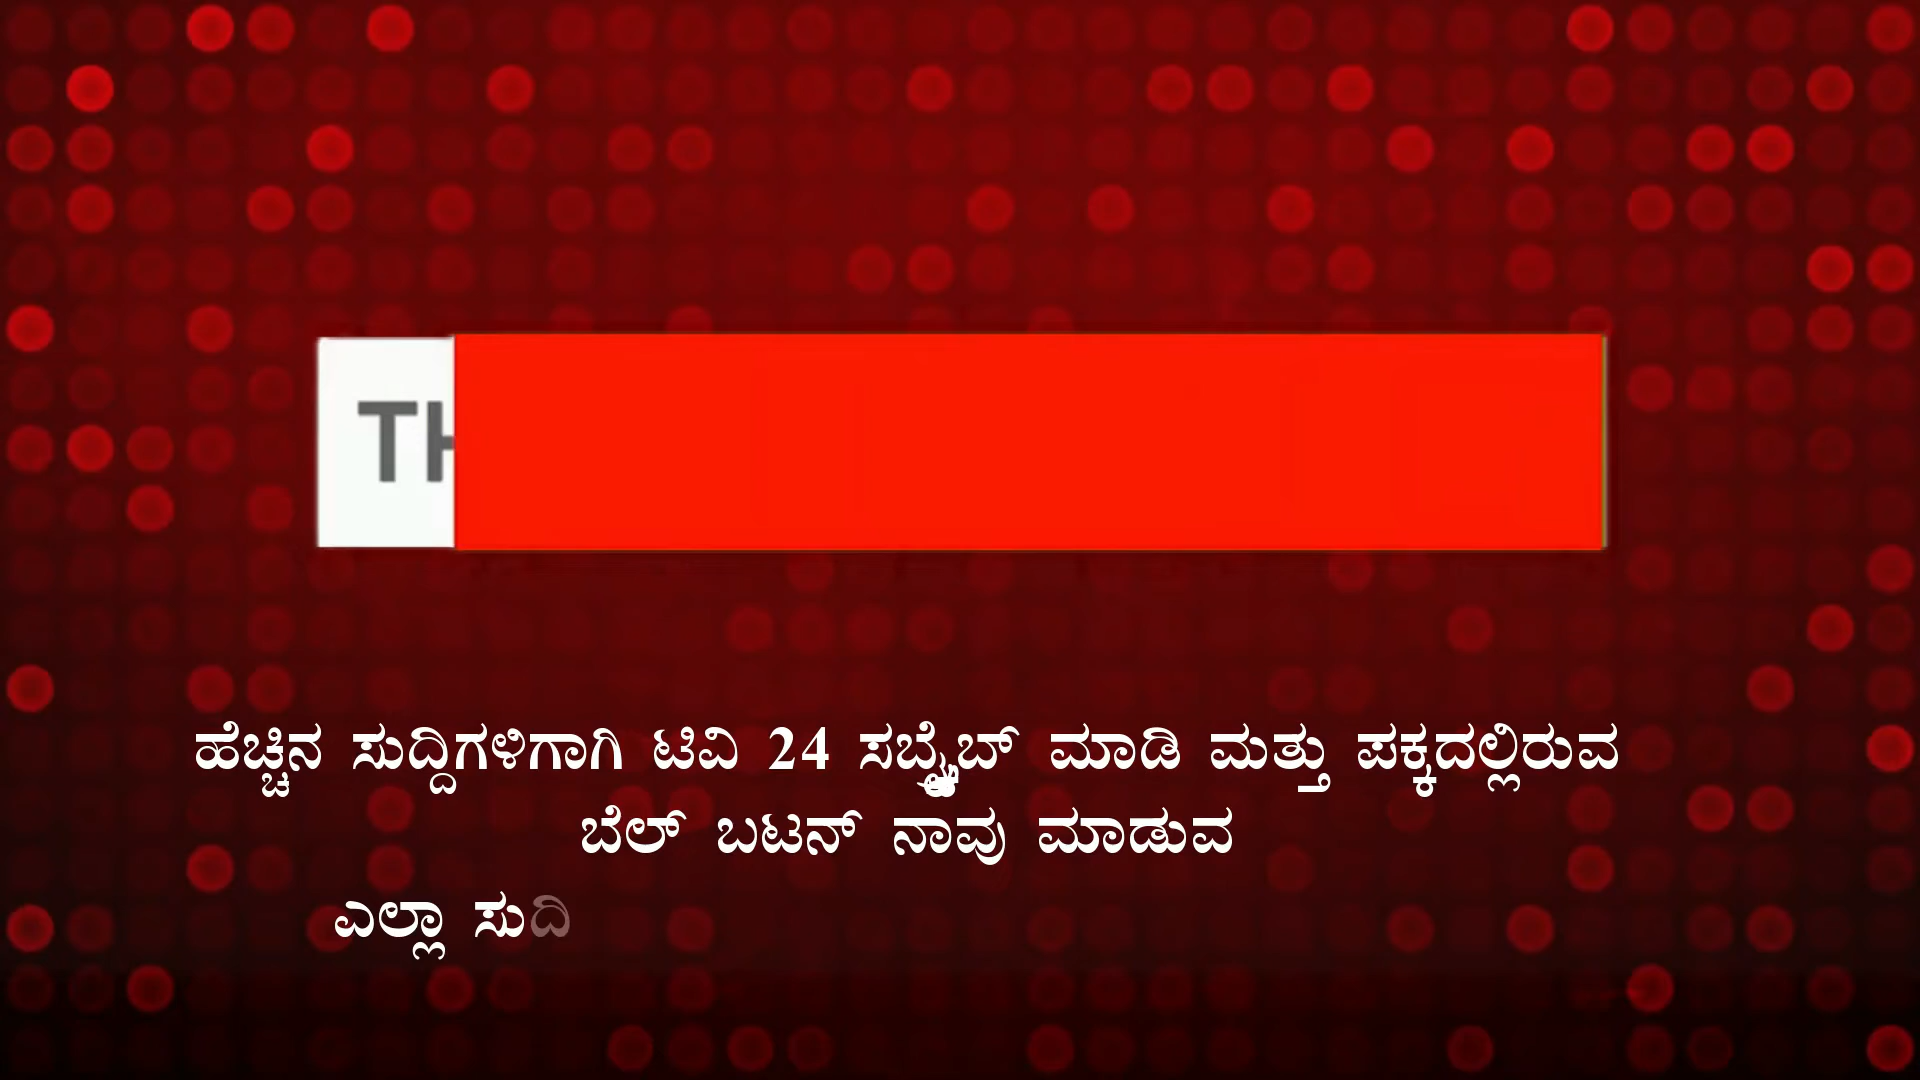 TH
ಹೆಚ್ಚಿನ ಸುದ್ದಿಗಳಿಗಾಗಿ ಟಿವಿ 24 ಸಬ್ಸ್ಕ್ರೈಬ್ ಮಾಡಿ ಮತ್ತು ಪಕ್ಕದಲ್ಲಿರುವ
ಬೆಲ್ ಬಟನ್ ನಾವು ಮಾಡುವ
ಎಲ್ಲಾ ಸುದಿ